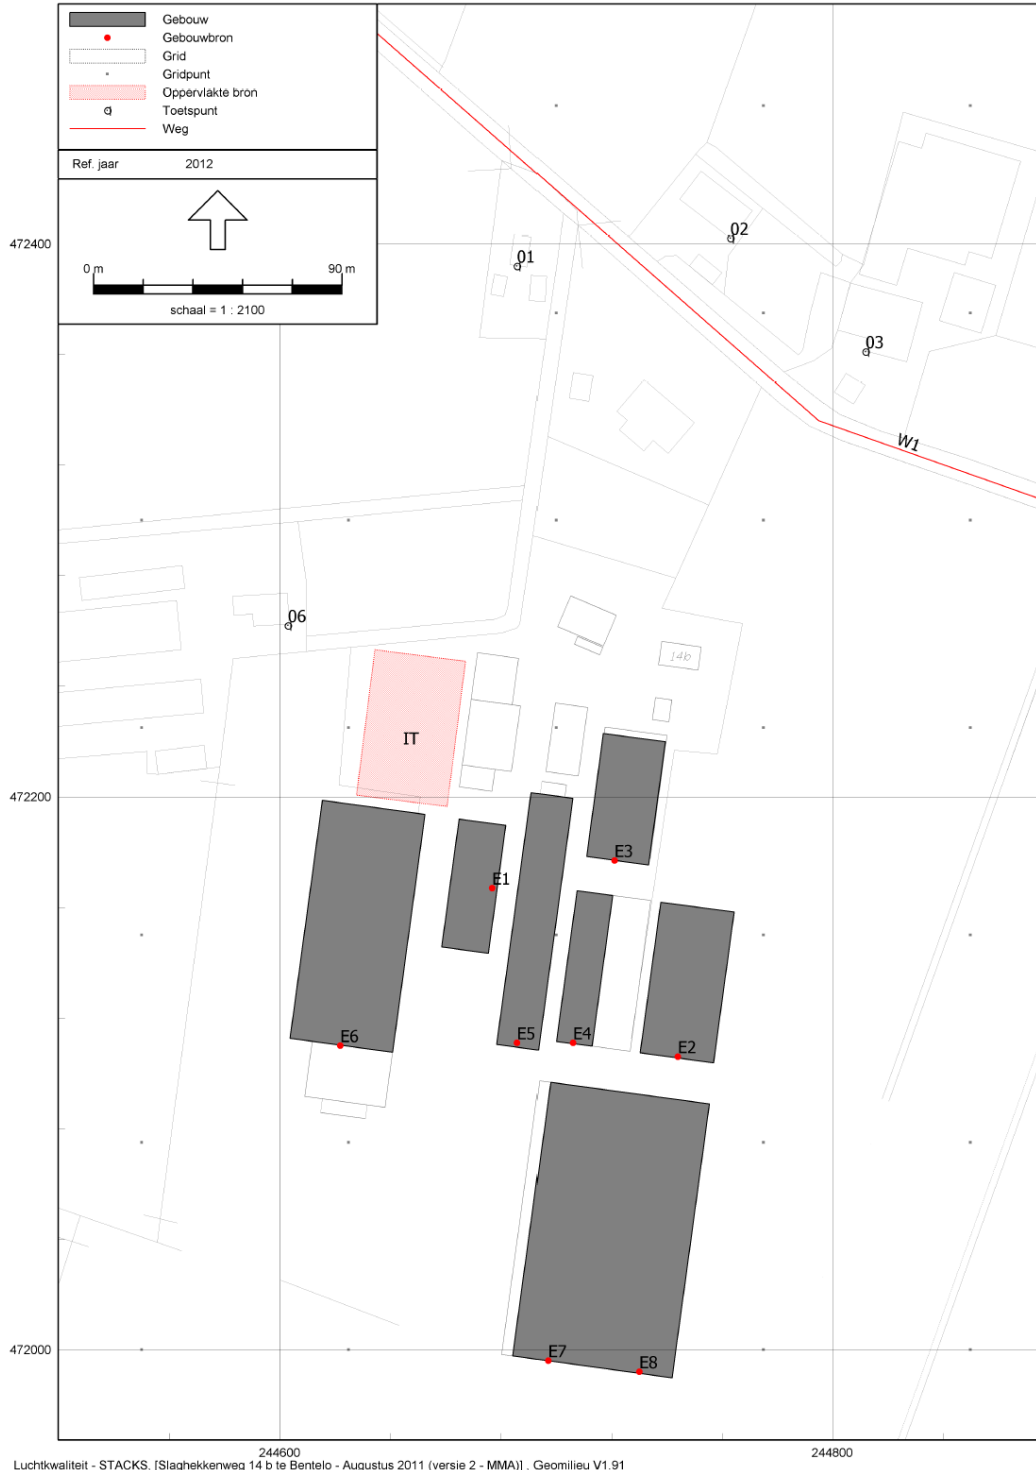 Gebouw
Gebouwbron
Grid
Gridpunt
Oppervlakte bron
Toetspunt
Weg
Ref. jaar 2012
0 m 90 m
schaal = 1 : 2100
472400
01
02
03
W1
06
14b
IT
472200
E3
E1
E5
E4
E6
E2
472000
E7
E8
244600 244800
Luchtkwaliteit - STACKS, [Slaghekkenweg 14 b te Bentelo - Augustus 2011 (versie 2 - MMA)] , Geomilieu V1.91